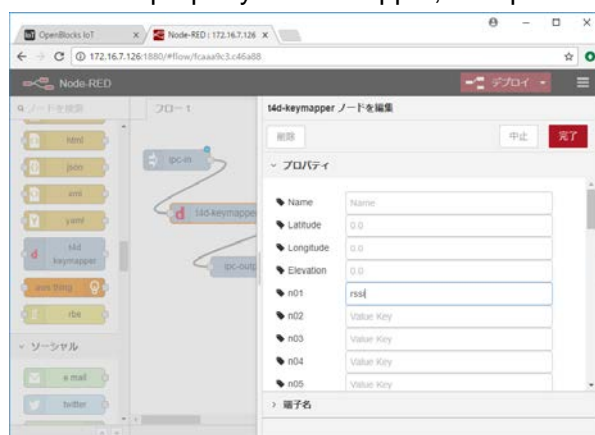 OpenBlocks IoT
Node-RED : 172.16.7.126
172.16.7.126:1880/#flow/fcaaa9c3.c46a88
Node-RED
デプロイ
ノードを検索
フロー 1
t4d-keymapper ノードを編集
html
json
xml
yaml
t4d keymapper
aws thing
rbe
ソーシャル
e mail
twitter
ipc-in
t4d-keymapper
ipc-outp
削除
中止
完了
プロパティ
Name
Name
Latitude
0.0
Longitude
0.0
Elevation
0.0
n01
rssi
n02
Value Key
n03
Value Key
n04
Value Key
n05
Value Key
端子名